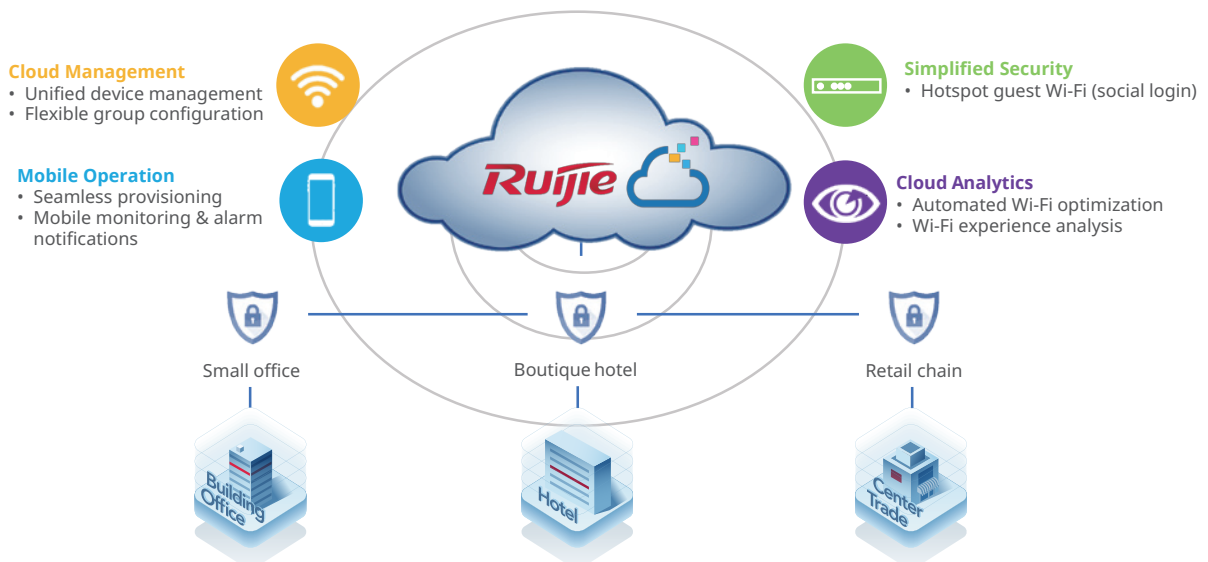 Cloud Management
• Unified device management
• Flexible group configuration
Mobile Operation
• Seamless provisioning
• Mobile monitoring & alarm
notifications
Ruijie
Simplified Security
• Hotspot guest Wi-Fi (social login)
Cloud Analytics
• Automated Wi-Fi optimization
• Wi-Fi experience analysis
Small office
Boutique hotel
Retail chain
Building
Office
Hotel
Center
Trade